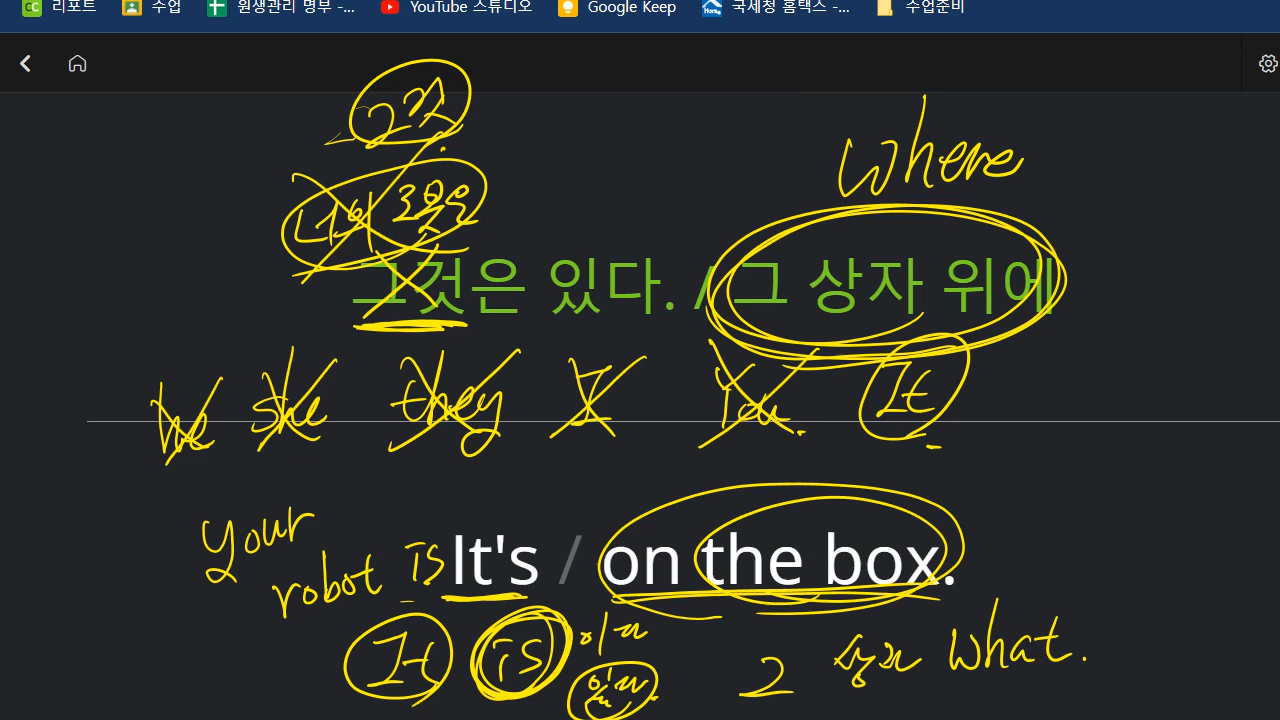 리포트 수업 원생관리 명부 -... YouTube 스튜디오 Google Keep 국세청 홈택스 -... 수업준비
그것
where
너의 로봇은
그것은 있다. / 그 상자 위에
he she they I You. It.
your robot is
It's / on the box.
It is 이다
있다.
그 상자 what.